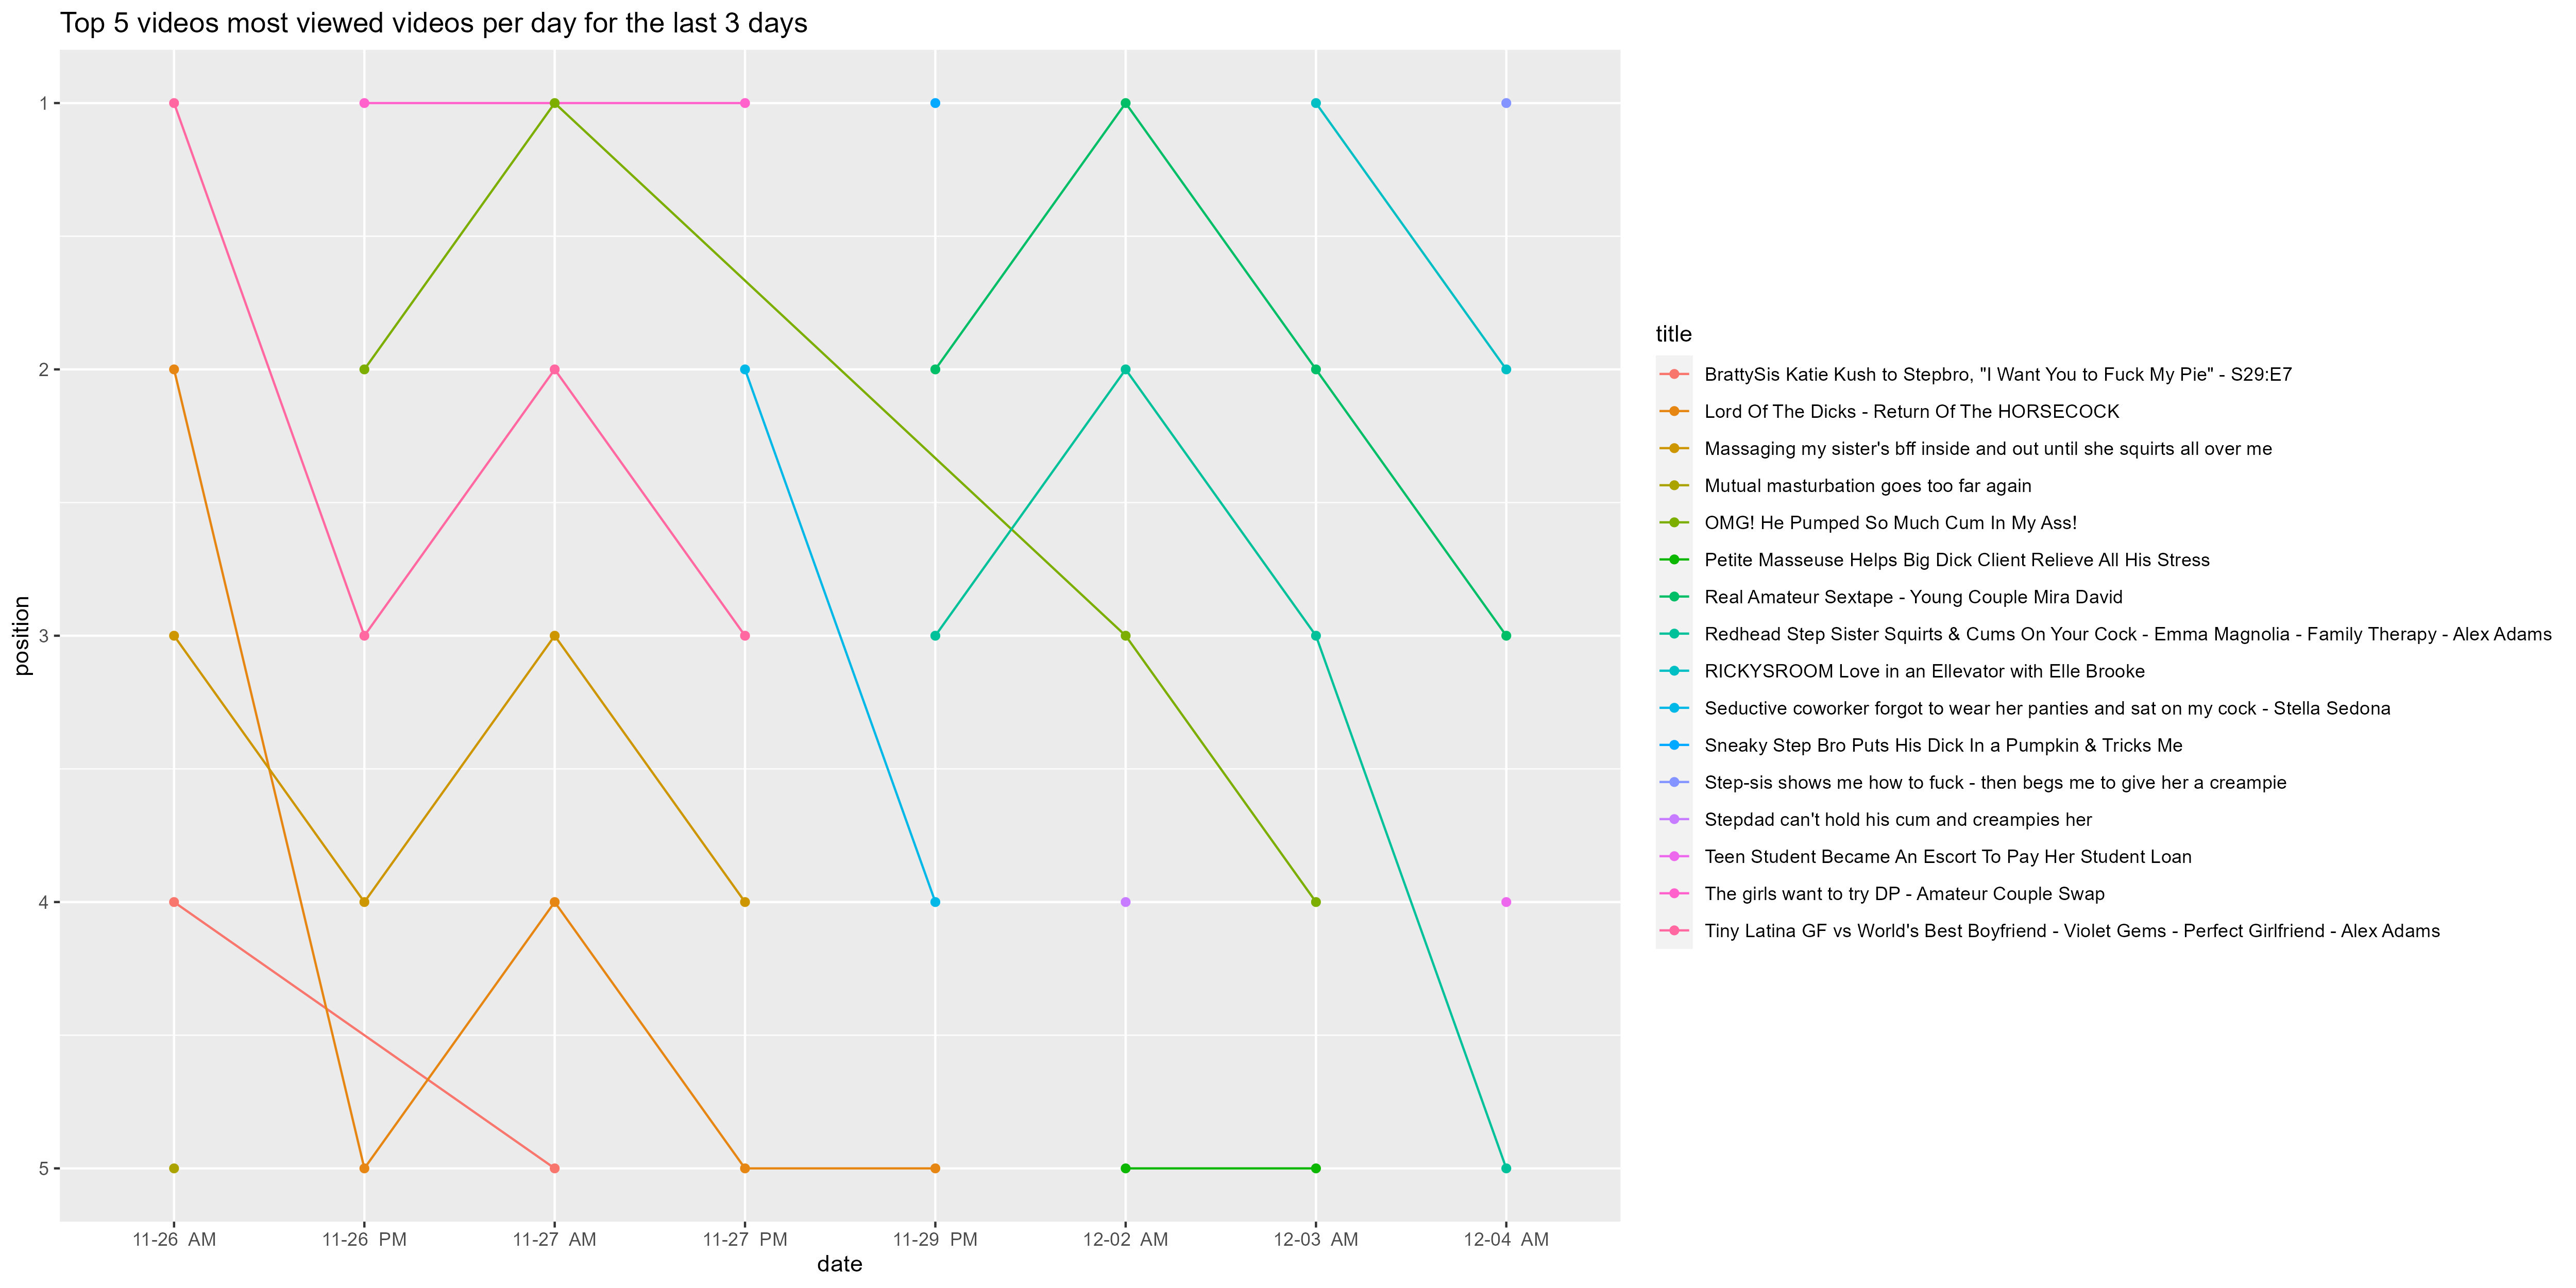 Top 5 videos most viewed videos per day for the last 3 days
position
1
2
3
4
5
11-26 AM
11-26 PM
11-27 AM
11-27 PM
11-29 PM
12-02 AM
12-03 AM
12-04 AM
date
title
BrattySis Katie Kush to Stepbro, "I Want You to Fuck My Pie" - S29:E7
Lord Of The Dicks - Return Of The HORSECOCK
Massaging my sister's bff inside and out until she squirts all over me
Mutual masturbation goes too far again
OMG! He Pumped So Much Cum In My Ass!
Petite Masseuse Helps Big Dick Client Relieve All His Stress
Real Amateur Sextape - Young Couple Mira David
Redhead Step Sister Squirts & Cums On Your Cock - Emma Magnolia - Family Therapy - Alex Adams
RICKYSROOM Love in an Ellevator with Elle Brooke
Seductive coworker forgot to wear her panties and sat on my cock - Stella Sedona
Sneaky Step Bro Puts His Dick In a Pumpkin & Tricks Me
Step-sis shows me how to fuck - then begs me to give her a creampie
Stepdad can't hold his cum and creampies her
Teen Student Became An Escort To Pay Her Student Loan
The girls want to try DP - Amateur Couple Swap
Tiny Latina GF vs World's Best Boyfriend - Violet Gems - Perfect Girlfriend - Alex Adams